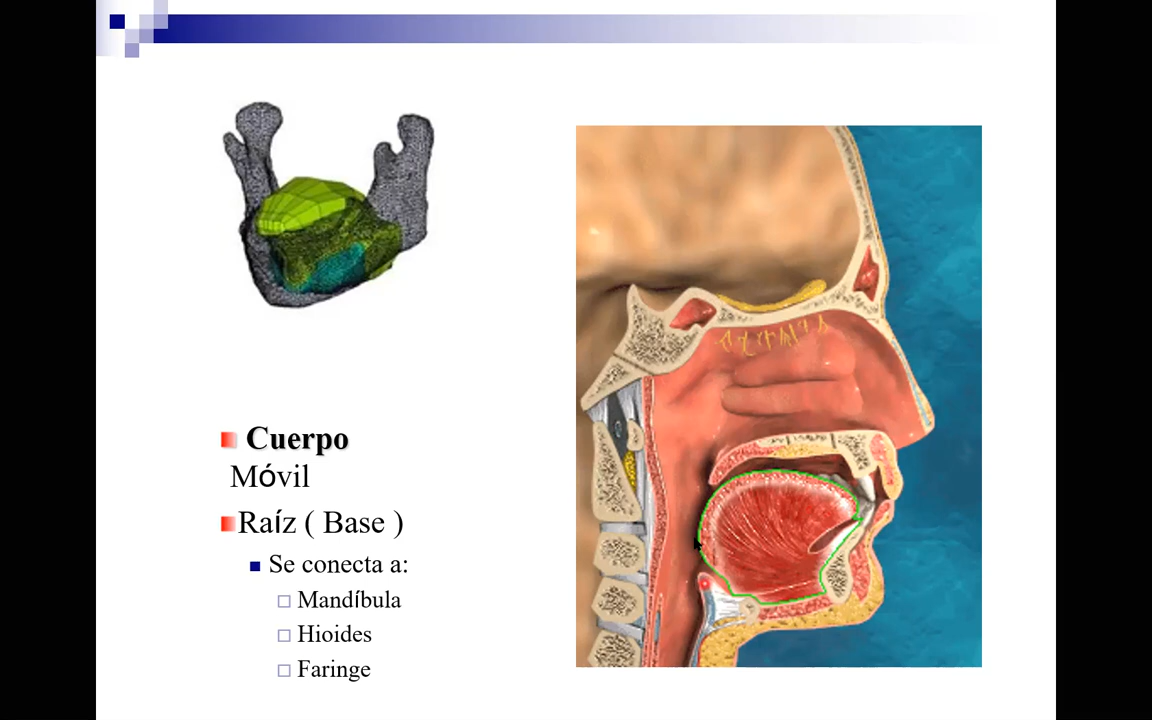 Cuerpo
Móvil
Raíz ( Base )
Se conecta a:
Mandíbula
Hioides
Faringe